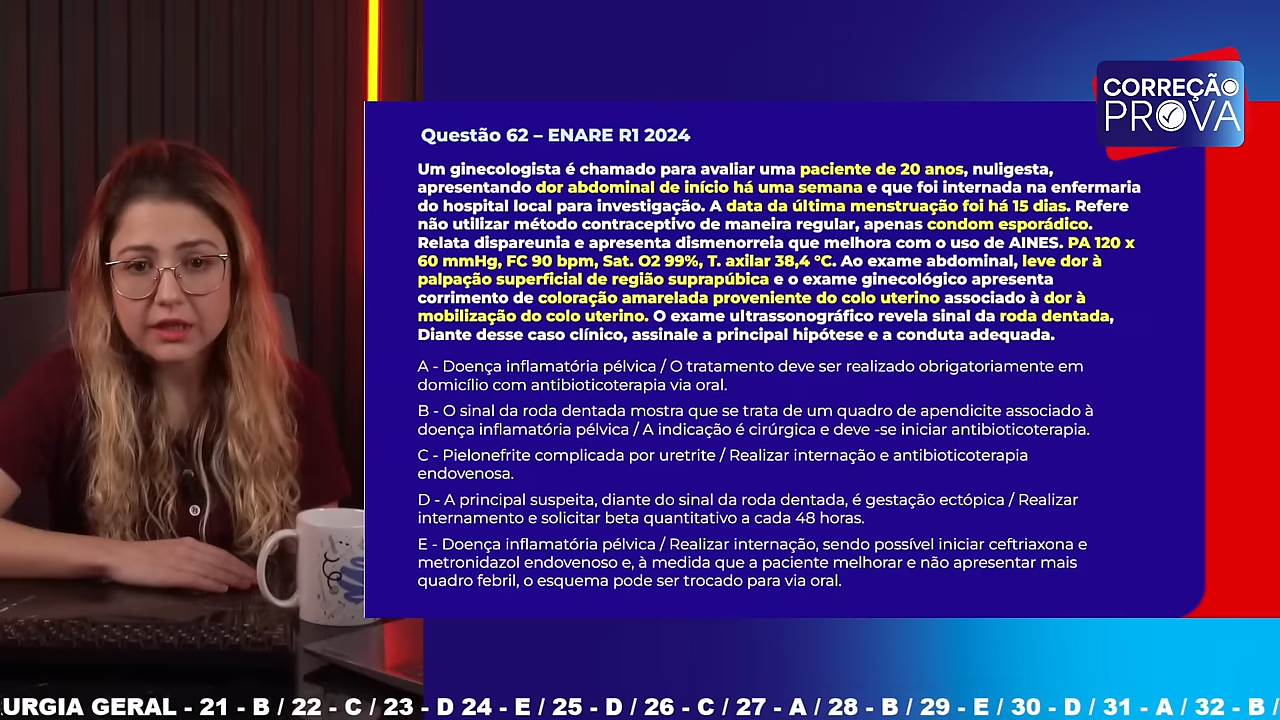 CORREÇÃO
PROVA
Questão 62 – ENARE R1 2024
Um ginecologista é chamado para avaliar uma paciente de 20 anos, nuligesta,
apresentando dor abdominal de início há uma semana e que foi internada na enfermaria
do hospital local para investigação. A data da última menstruação foi há 15 dias. Refere
não utilizar método contraceptivo de maneira regular, apenas condom esporádico.
Relata dispareunia e apresenta dismenorreia que melhora com o uso de AINES. PA 120 x
60 mmHg, FC 90 bpm, Sat. O2 99%, T. axilar 38,4 °C. Ao exame abdominal, leve dor à
palpação superficial de região suprapúbica e o exame ginecológico apresenta
corrimento de coloração amarelada proveniente do colo uterino associado à dor à
mobilização do colo uterino. O exame ultrassonográfico revela sinal da roda dentada,
Diante desse caso clínico, assinale a principal hipótese e a conduta adequada.
A - Doença inflamatória pélvica / O tratamento deve ser realizado obrigatoriamente em
domicílio com antibioticoterapia via oral.
B - O sinal da roda dentada mostra que se trata de um quadro de apendicite associado à
doença inflamatória pélvica / A indicação é cirúrgica e deve -se iniciar antibioticoterapia.
C - Pielonefrite complicada por uretrite / Realizar internação e antibioticoterapia
endovenosa.
D - A principal suspeita, diante do sinal da roda dentada, é gestação ectópica / Realizar
internamento e solicitar beta quantitativo a cada 48 horas.
E - Doença inflamatória pélvica / Realizar internação, sendo possível iniciar ceftriaxona e
metronidazol endovenoso e, à medida que a paciente melhorar e não apresentar mais
quadro febril, o esquema pode ser trocado para via oral.
URGIA GERAL - 21 - B / 22 - C / 23 - D 24 - E / 25 - D / 26 - C / 27 - A / 28 - B / 29 - E / 30 - D / 31 - A / 32 - B /